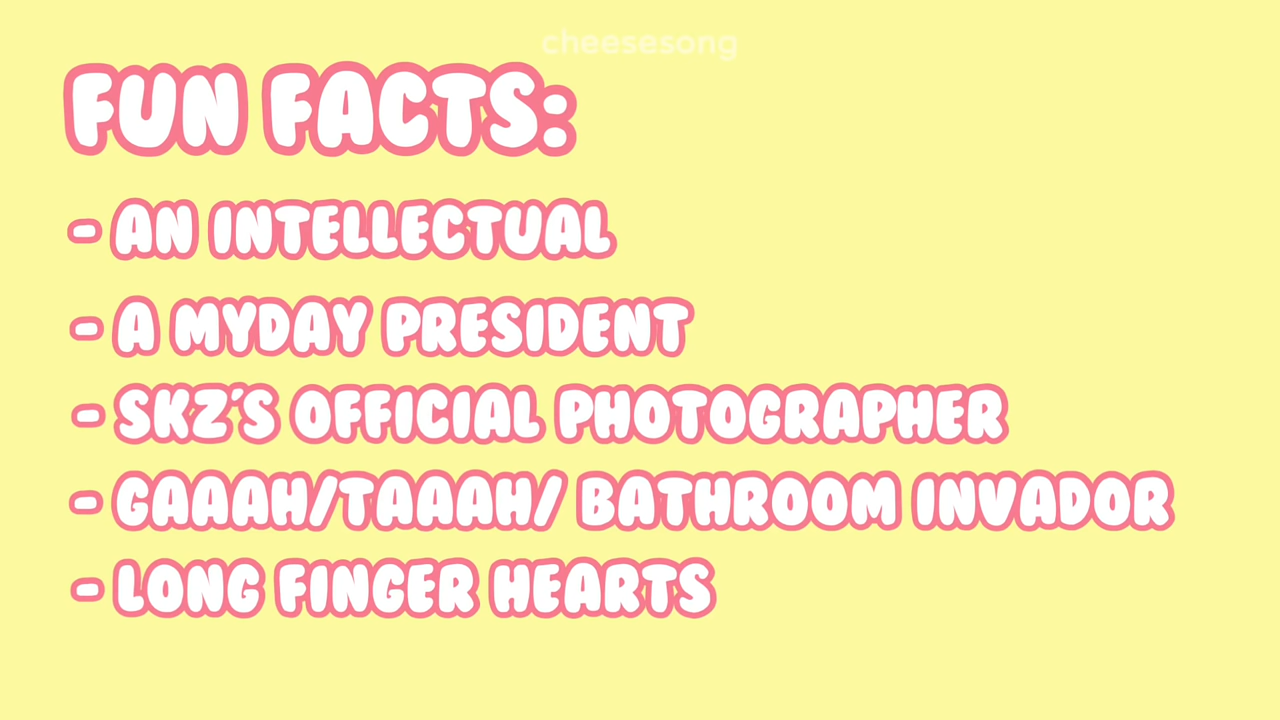 cheesesong
FUN FACTS:
- AN INTELLECTUAL
- A MYDAY PRESIDENT
- SKZ'S OFFICIAL PHOTOGRAPHER
- GAAAH/TAAAH/ BATHROOM INVADOR
- LONG FINGER HEARTS